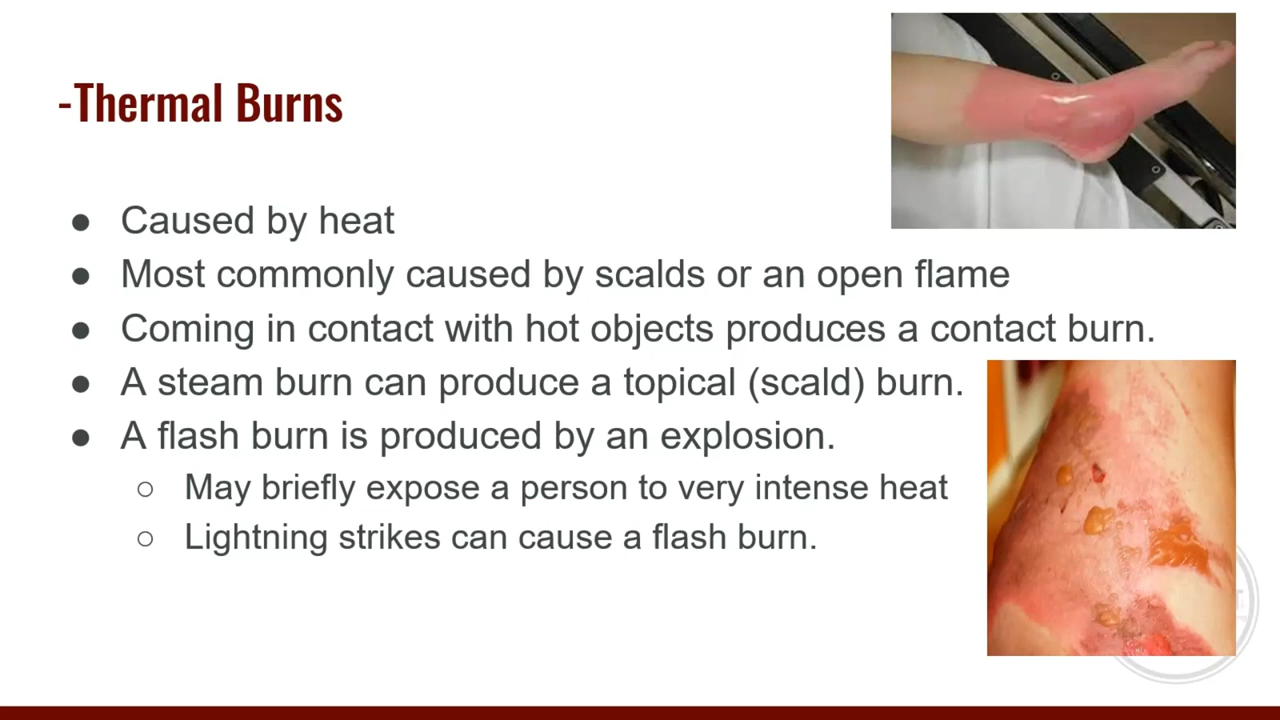 -Thermal Burns
● Caused by heat
● Most commonly caused by scalds or an open flame
● Coming in contact with hot objects produces a contact burn.
● A steam burn can produce a topical (scald) burn.
● A flash burn is produced by an explosion.
○ May briefly expose a person to very intense heat
○ Lightning strikes can cause a flash burn.